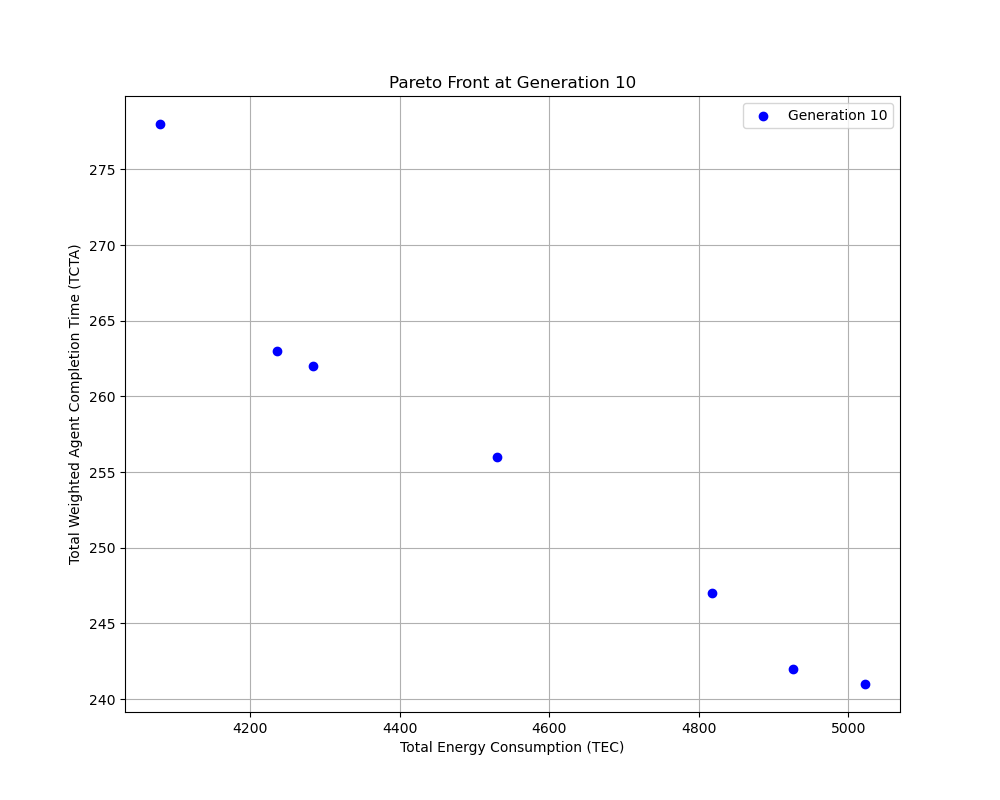 Pareto Front at Generation 10
Generation 10
Total Weighted Agent Completion Time (TCTA)
275
270
265
260
255
250
245
240
4200 4400 4600 4800 5000
Total Energy Consumption (TEC)